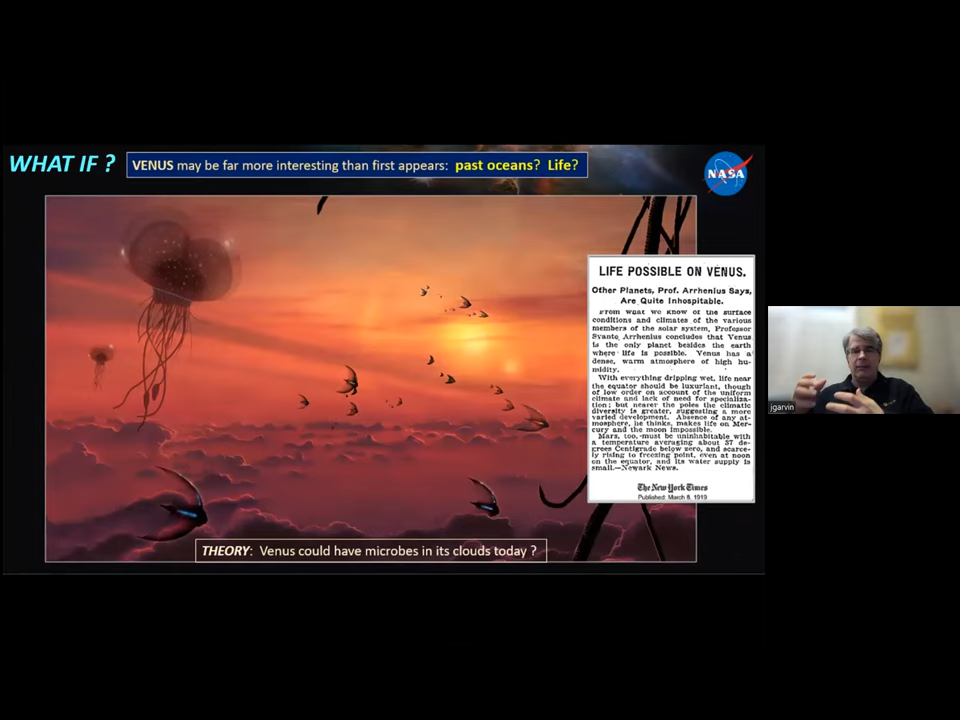 WHAT IF ?
VENUS may be far more interesting than first appears: past oceans? Life?
NASA
LIFE POSSIBLE ON VENUS.
Other Planets, Prof. Arrhenius Says,
Are Quite Inhospitable.
From what we know of the surface
conditions and climates of the various
members of the solar system, Professor
Svante Arrhenius concludes that Venus
is the only planet besides the earth
where life is possible. Venus has a
dense, warm atmosphere of high hu-
midity.
With everything dripping wet, life near
the equator should be luxuriant, though
of low order on account of the uniform
climate and lack of need for specializa-
tion; but nearer the poles the climatic
diversity is greater, suggesting a more
varied development. Absence of any at-
mosphere, he thinks, makes life on Mer-
cury and the moon impossible.
Mars, too, must be uninhabitable with
a temperature averaging about 37 de-
grees Centigrade below zero, and scarce-
ly rising to freezing point, even at noon
on the equator, and its water supply is
small.—Newark News.
The New York Times
Published: March 8, 1919
jgarvin
THEORY: Venus could have microbes in its clouds today ?